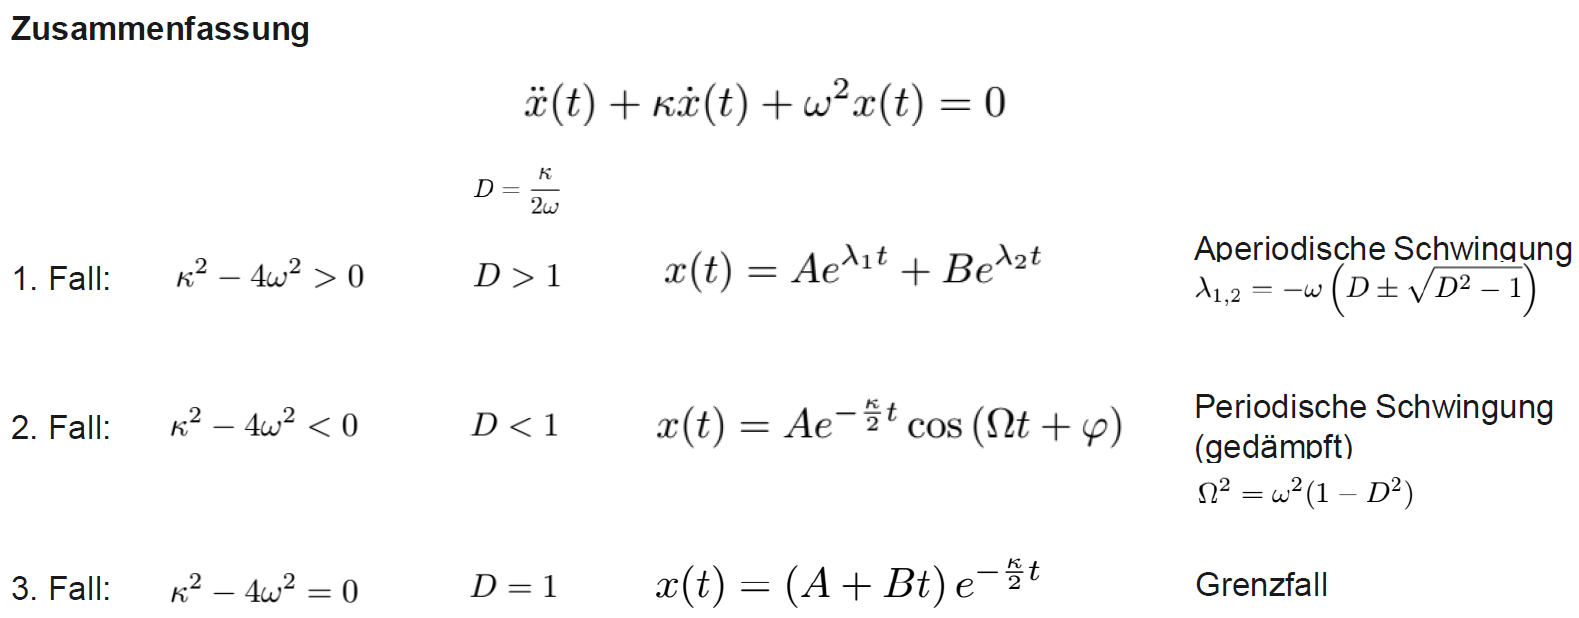 Zusammenfassung
ẍ(t) + κẋ(t) + ω²x(t) = 0
D = κ/2ω
1. Fall: κ² − 4ω² > 0 D > 1 x(t) = Ae^{λ₁t} + Be^{λ₂t} Aperiodische Schwingung
λ₁,₂ = −ω(D ± √(D² − 1))
2. Fall: κ² − 4ω² < 0 D < 1 x(t) = Ae^{−κ/2 t} cos (Ωt + φ) Periodische Schwingung
(gedämpft)
Ω² = ω²(1 − D²)
3. Fall: κ² − 4ω² = 0 D = 1 x(t) = (A + Bt) e^{−κ/2 t} Grenzfall